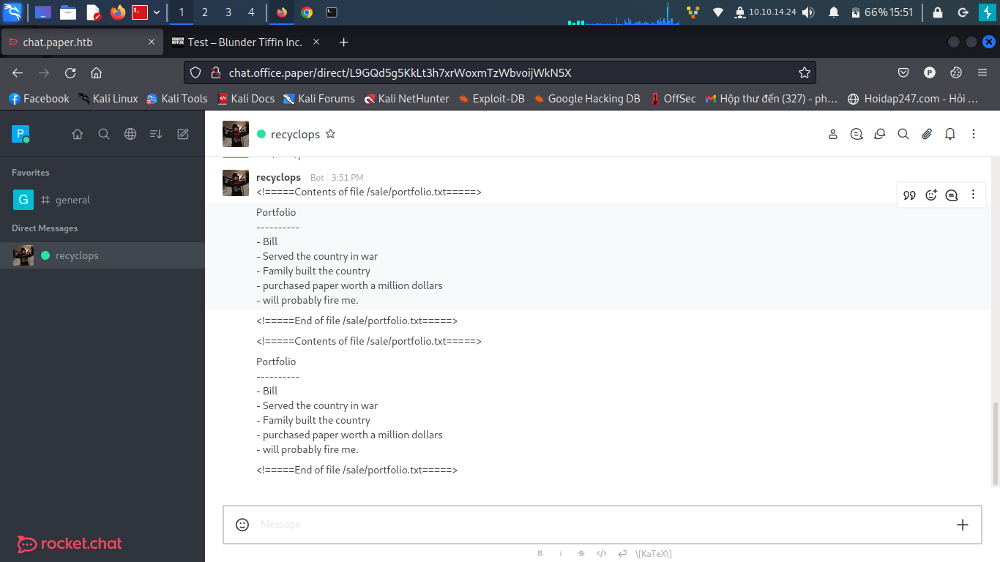 1 2 3 4 10.10.14.24 66% 15:51
chat.paper.htb × Test – Blunder Tiffin Inc. × +
chat.office.paper/direct/L9GQd5g5KkLt3h7xrWoxmTzWbvoijWkN5X
Facebook Kali Linux Kali Tools Kali Docs Kali Forums Kali NetHunter Exploit-DB Google Hacking DB OffSec Hộp thư đến (327) - ph… Hoidap247.com - Hỏi …
P
recyclops
Favorites
G # general
Direct Messages
recyclops
recyclops Bot 3:51 PM
<!=====Contents of file /sale/portfolio.txt=====>
Portfolio
----------
- Bill
- Served the country in war
- Family built the country
- purchased paper worth a million dollars
- will probably fire me.
<!=====End of file /sale/portfolio.txt=====>
<!=====Contents of file /sale/portfolio.txt=====>
Portfolio
----------
- Bill
- Served the country in war
- Family built the country
- purchased paper worth a million dollars
- will probably fire me.
<!=====End of file /sale/portfolio.txt=====>
Message
rocket.chat
B i S </> \[KaTeX\]